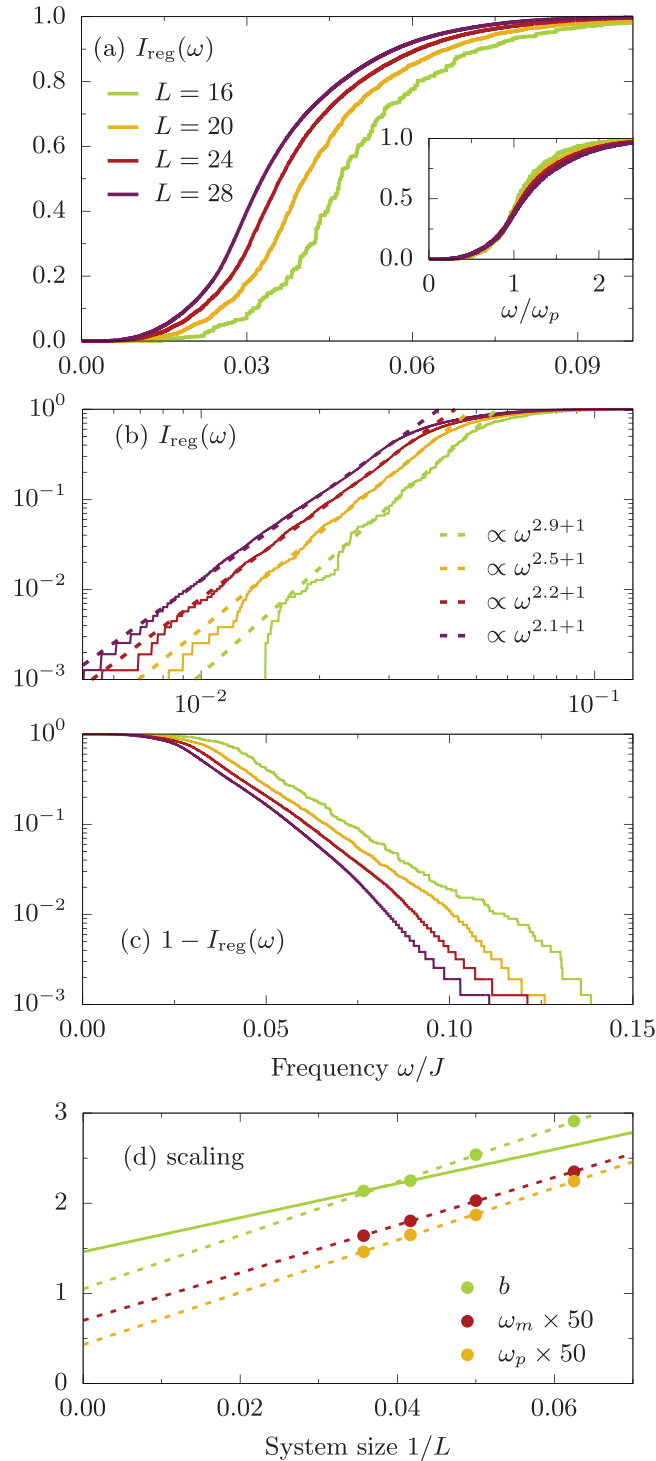 (a) I_reg(ω)
L = 16
L = 20
L = 24
L = 28
1.0
0.8
0.6
0.4
0.2
0.0
0.00 0.03 0.06 0.09
1.0
0.75
0.5
0.25
0.0
0 1 2
ω/ω_p
(b) I_reg(ω)
10^0
10^-1
10^-2
10^-3
∝ ω^{2.9+1}
∝ ω^{2.5+1}
∝ ω^{2.2+1}
∝ ω^{2.1+1}
10^-2 10^-1
10^0
10^-1
10^-2
10^-3
(c) 1 − I_reg(ω)
0.00 0.05 0.10 0.15
Frequency ω/J
3
2
1
0
(d) scaling
b
ω_m × 50
ω_p × 50
0.00 0.02 0.04 0.06
System size 1/L